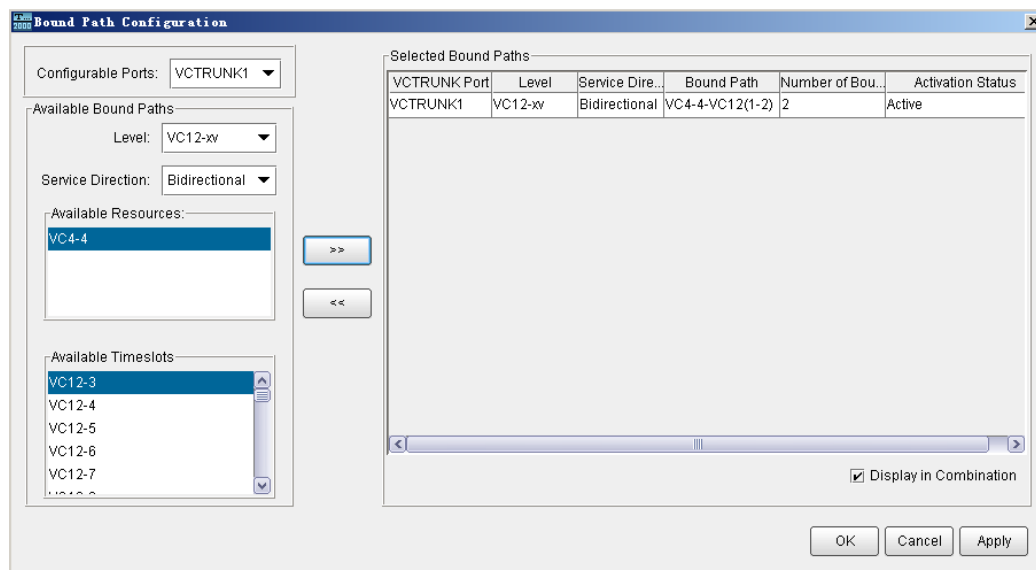 Bound Path Configuration
Configurable Ports: VCTRUNK1
Available Bound Paths
Level: VC12-xv
Service Direction: Bidirectional
Available Resources:
VC4-4
Available Timeslots
VC12-3
VC12-4
VC12-5
VC12-6
VC12-7
>>
<<
Selected Bound Paths
VCTRUNK Port Level Service Dire... Bound Path Number of Bou... Activation Status
VCTRUNK1 VC12-xv Bidirectional VC4-4-VC12(1-2) 2 Active
Display in Combination
OK Cancel Apply